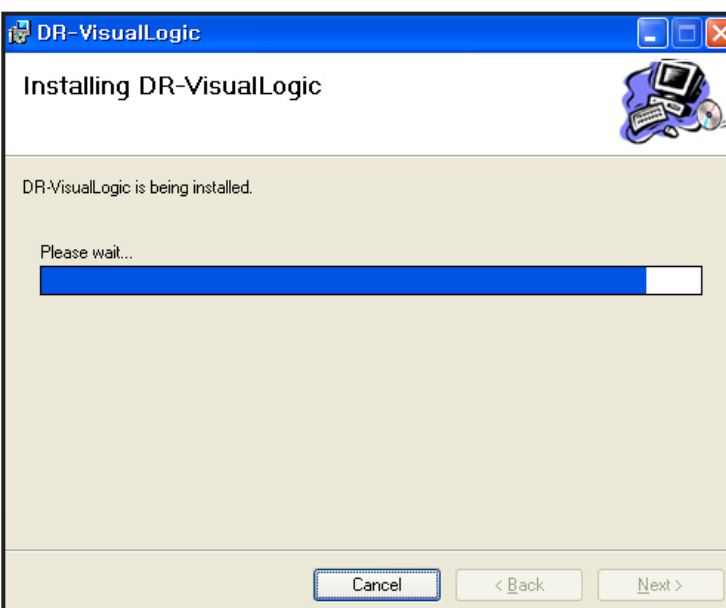 DR-VisualLogic
Installing DR-VisualLogic
DR-VisualLogic is being installed.
Please wait...
Cancel
< Back
Next >